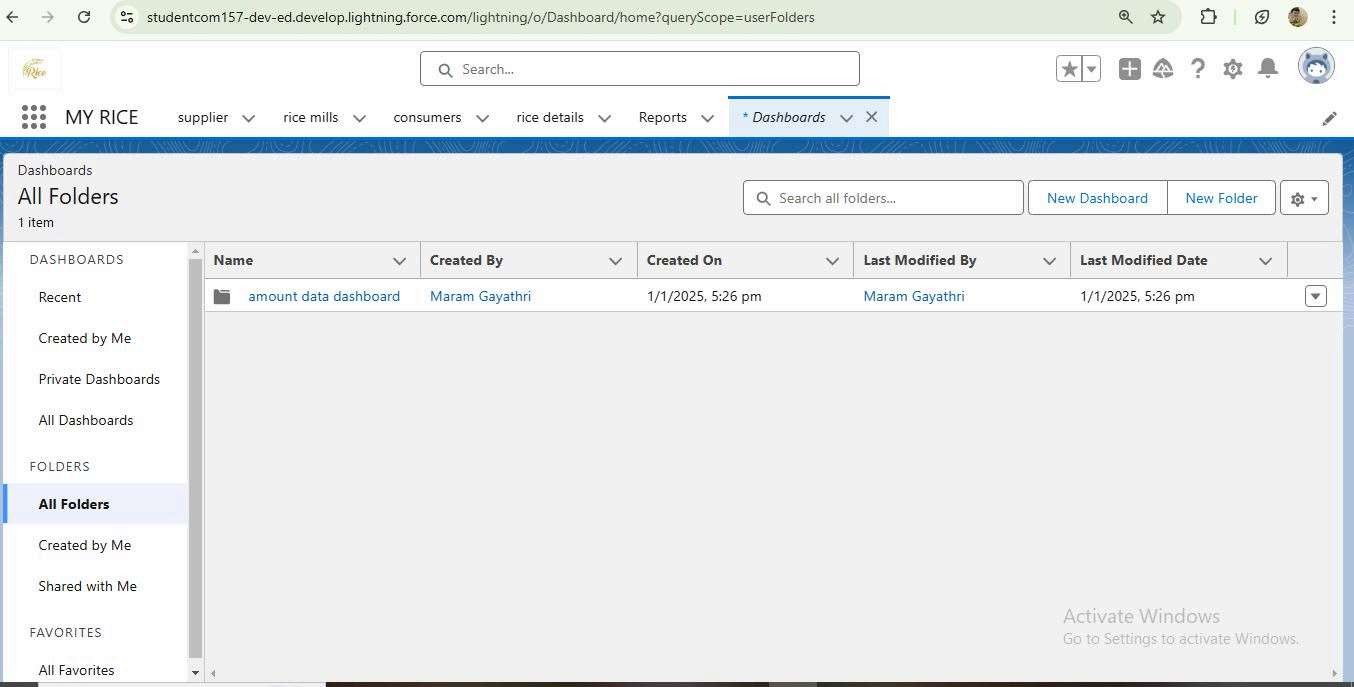 studentcom157-dev-ed.develop.lightning.force.com/lightning/o/Dashboard/home?queryScope=userFolders
Rice
Search...
MY RICE supplier rice mills consumers rice details Reports * Dashboards
Dashboards
All Folders
1 item
Search all folders...
New Dashboard New Folder
DASHBOARDS
Recent
Created by Me
Private Dashboards
All Dashboards
FOLDERS
All Folders
Created by Me
Shared with Me
FAVORITES
All Favorites
Name Created By Created On Last Modified By Last Modified Date
amount data dashboard Maram Gayathri 1/1/2025, 5:26 pm Maram Gayathri 1/1/2025, 5:26 pm
Activate Windows
Go to Settings to activate Windows.